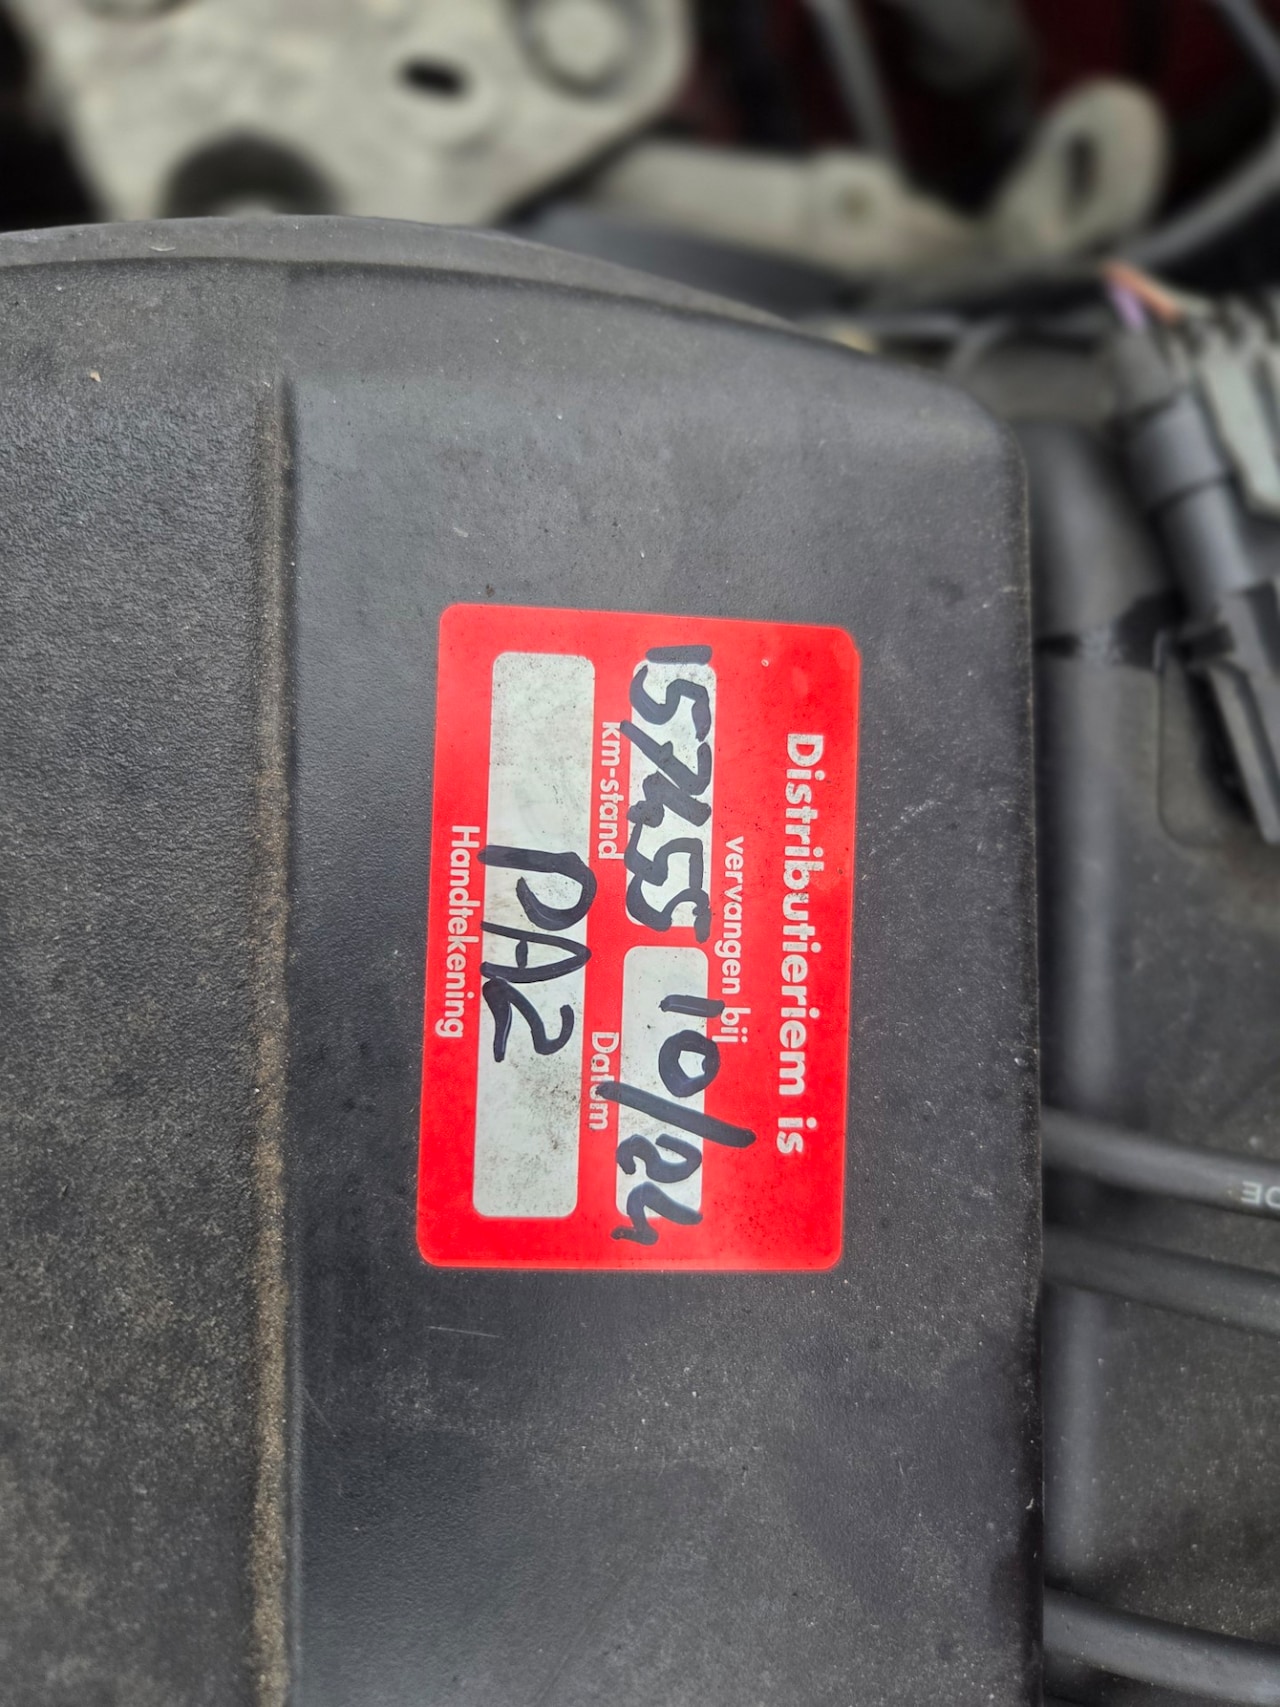 Distributieriem is
vervangen bij
157455 10/24
km-stand Datum
PAZ
Handtekening